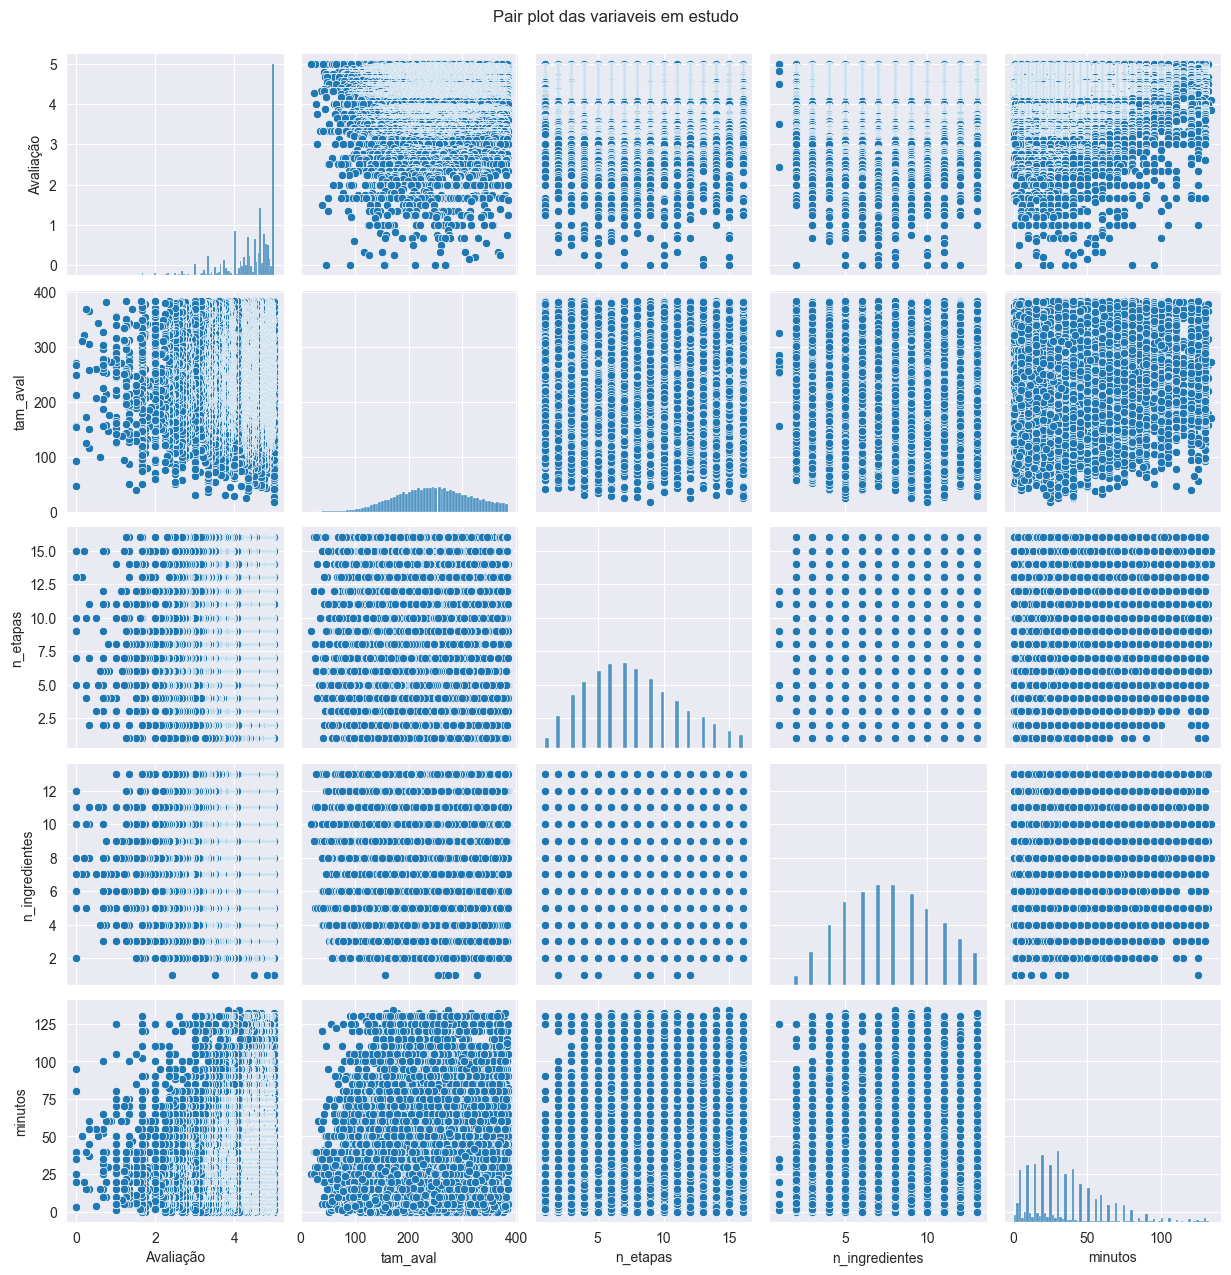 Pair plot das variaveis em estudo
5
4
3
2
1
0
Avaliação
400
300
200
100
0
tam_aval
15.0
12.5
10.0
7.5
5.0
2.5
n_etapas
12
10
8
6
4
2
n_ingredientes
125
100
75
50
25
0
minutos
0 4
Avaliação
0 100 200 300 400
tam_aval
5 10 15
n_etapas
5 10
n_ingredientes
0 100
minutos